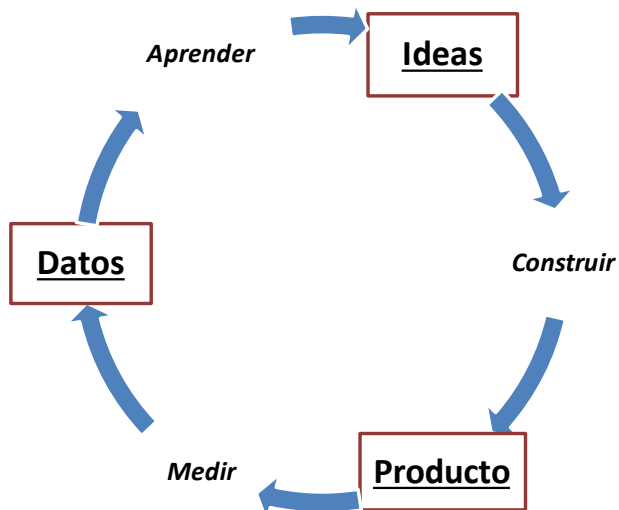 Aprender
Ideas
Construir
Datos
Medir
Producto